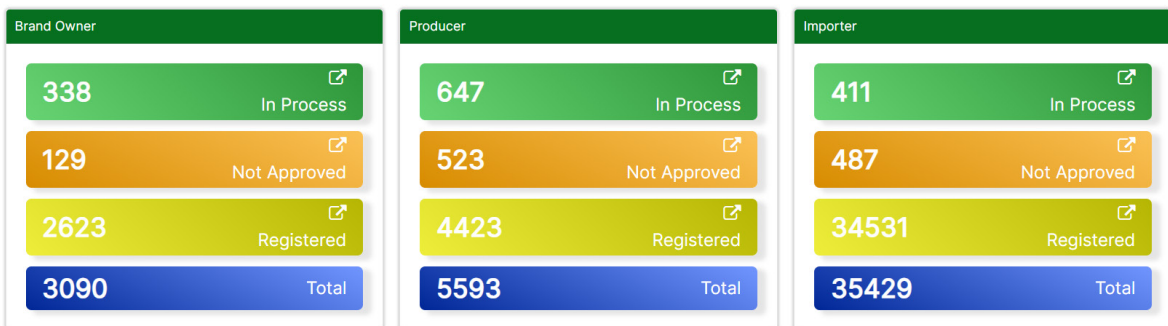 Brand Owner
338
In Process
129
Not Approved
2623
Registered
3090
Total
Producer
647
In Process
523
Not Approved
4423
Registered
5593
Total
Importer
411
In Process
487
Not Approved
34531
Registered
35429
Total